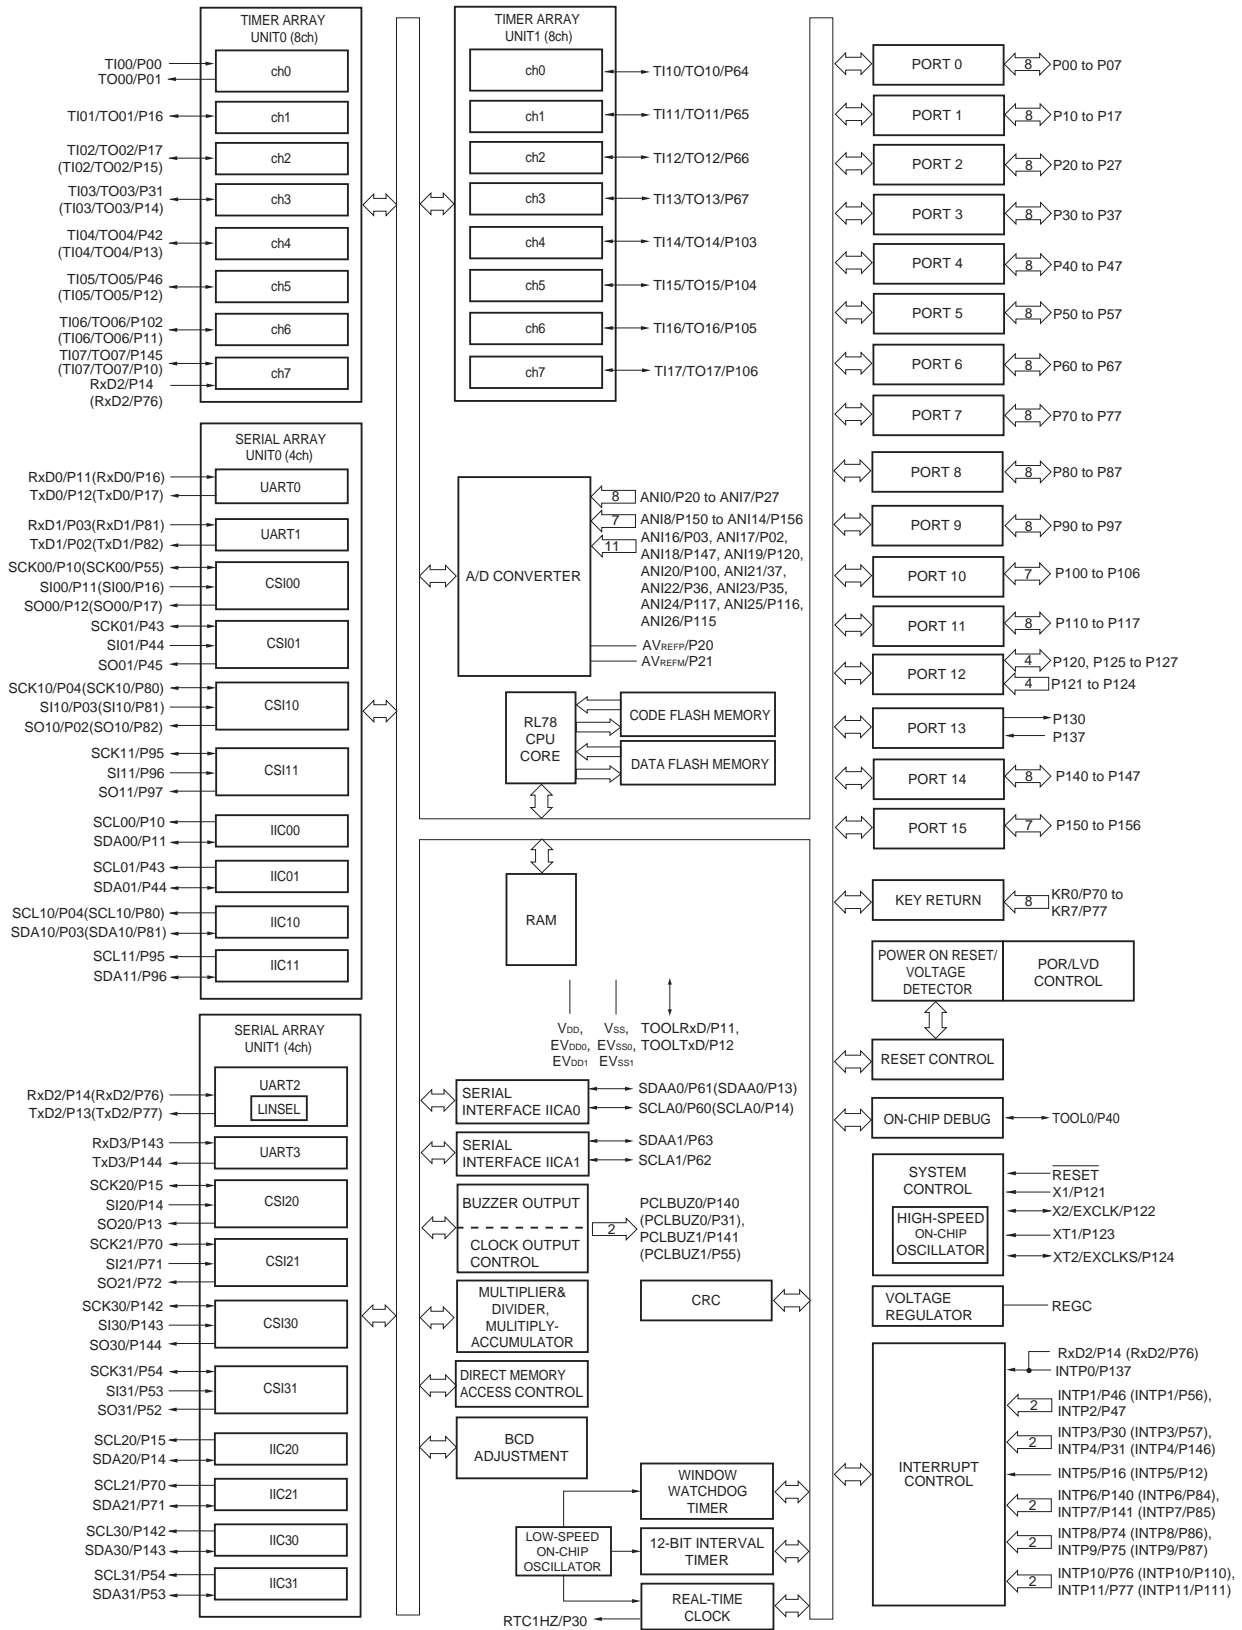 TIMER ARRAY
UNIT0 (8ch)
TI00/P00
TO00/P01
ch0
TI01/TO01/P16
ch1
TI02/TO02/P17
(TI02/TO02/P15)
ch2
TI03/TO03/P31
(TI03/TO03/P14)
ch3
TI04/TO04/P42
(TI04/TO04/P13)
ch4
TI05/TO05/P46
(TI05/TO05/P12)
ch5
TI06/TO06/P102
(TI06/TO06/P11)
ch6
TI07/TO07/P145
(TI07/TO07/P10)
RxD2/P14
(RxD2/P76)
ch7
SERIAL ARRAY
UNIT0 (4ch)
RxD0/P11(RxD0/P16)
TxD0/P12(TxD0/P17)
UART0
RxD1/P03(RxD1/P81)
TxD1/P02(TxD1/P82)
UART1
SCK00/P10(SCK00/P55)
SI00/P11(SI00/P16)
SO00/P12(SO00/P17)
CSI00
SCK01/P43
SI01/P44
SO01/P45
CSI01
SCK10/P04(SCK10/P80)
SI10/P03(SI10/P81)
SO10/P02(SO10/P82)
CSI10
SCK11/P95
SI11/P96
SO11/P97
CSI11
SCL00/P10
SDA00/P11
IIC00
SCL01/P43
SDA01/P44
IIC01
SCL10/P04(SCL10/P80)
SDA10/P03(SDA10/P81)
IIC10
SCL11/P95
SDA11/P96
IIC11
SERIAL ARRAY
UNIT1 (4ch)
RxD2/P14(RxD2/P76)
TxD2/P13(TxD2/P77)
UART2
LINSEL
RxD3/P143
TxD3/P144
UART3
SCK20/P15
SI20/P14
SO20/P13
CSI20
SCK21/P70
SI21/P71
SO21/P72
CSI21
SCK30/P142
SI30/P143
SO30/P144
CSI30
SCK31/P54
SI31/P53
SO31/P52
CSI31
SCL20/P15
SDA20/P14
IIC20
SCL21/P70
SDA21/P71
IIC21
SCL30/P142
SDA30/P143
IIC30
SCL31/P54
SDA31/P53
IIC31
TIMER ARRAY
UNIT1 (8ch)
ch0
TI10/TO10/P64
ch1
TI11/TO11/P65
ch2
TI12/TO12/P66
ch3
TI13/TO13/P67
ch4
TI14/TO14/P103
ch5
TI15/TO15/P104
ch6
TI16/TO16/P105
ch7
TI17/TO17/P106
A/D CONVERTER
8
ANI0/P20 to ANI7/P27
7
ANI8/P150 to ANI14/P156
11
ANI16/P03, ANI17/P02,
ANI18/P147, ANI19/P120,
ANI20/P100, ANI21/37,
ANI22/P36, ANI23/P35,
ANI24/P117, ANI25/P116,
ANI26/P115
AVREFP/P20
AVREFM/P21
RL78
CPU
CORE
CODE FLASH MEMORY
DATA FLASH MEMORY
RAM
VDD,
EVDD0,
EVDD1
VSS,
EVSS0,
EVSS1
TOOLRxD/P11,
TOOLTxD/P12
SERIAL
INTERFACE IICA0
SDAA0/P61(SDAA0/P13)
SCLA0/P60(SCLA0/P14)
SERIAL
INTERFACE IICA1
SDAA1/P63
SCLA1/P62
BUZZER OUTPUT
CLOCK OUTPUT
CONTROL
2
PCLBUZ0/P140
(PCLBUZ0/P31),
PCLBUZ1/P141
(PCLBUZ1/P55)
MULTIPLIER&
DIVIDER,
MULITIPLY-
ACCUMULATOR
CRC
DIRECT MEMORY
ACCESS CONTROL
BCD
ADJUSTMENT
WINDOW
WATCHDOG
TIMER
LOW-SPEED
ON-CHIP
OSCILLATOR
12-BIT INTERVAL
TIMER
REAL-TIME
CLOCK
RTC1HZ/P30
PORT 0
8
P00 to P07
PORT 1
8
P10 to P17
PORT 2
8
P20 to P27
PORT 3
8
P30 to P37
PORT 4
8
P40 to P47
PORT 5
8
P50 to P57
PORT 6
8
P60 to P67
PORT 7
8
P70 to P77
PORT 8
8
P80 to P87
PORT 9
8
P90 to P97
PORT 10
7
P100 to P106
PORT 11
8
P110 to P117
PORT 12
4
P120, P125 to P127
4
P121 to P124
PORT 13
P130
P137
PORT 14
8
P140 to P147
PORT 15
7
P150 to P156
KEY RETURN
8
KR0/P70 to
KR7/P77
POWER ON RESET/
VOLTAGE
DETECTOR
POR/LVD
CONTROL
RESET CONTROL
ON-CHIP DEBUG
TOOL0/P40
SYSTEM
CONTROL
HIGH-SPEED
ON-CHIP
OSCILLATOR
RESET
X1/P121
X2/EXCLK/P122
XT1/P123
XT2/EXCLKS/P124
VOLTAGE
REGULATOR
REGC
INTERRUPT
CONTROL
RxD2/P14 (RxD2/P76)
INTP0/P137
2
INTP1/P46 (INTP1/P56),
INTP2/P47
2
INTP3/P30 (INTP3/P57),
INTP4/P31 (INTP4/P146)
INTP5/P16 (INTP5/P12)
2
INTP6/P140 (INTP6/P84),
INTP7/P141 (INTP7/P85)
2
INTP8/P74 (INTP8/P86),
INTP9/P75 (INTP9/P87)
2
INTP10/P76 (INTP10/P110),
INTP11/P77 (INTP11/P111)